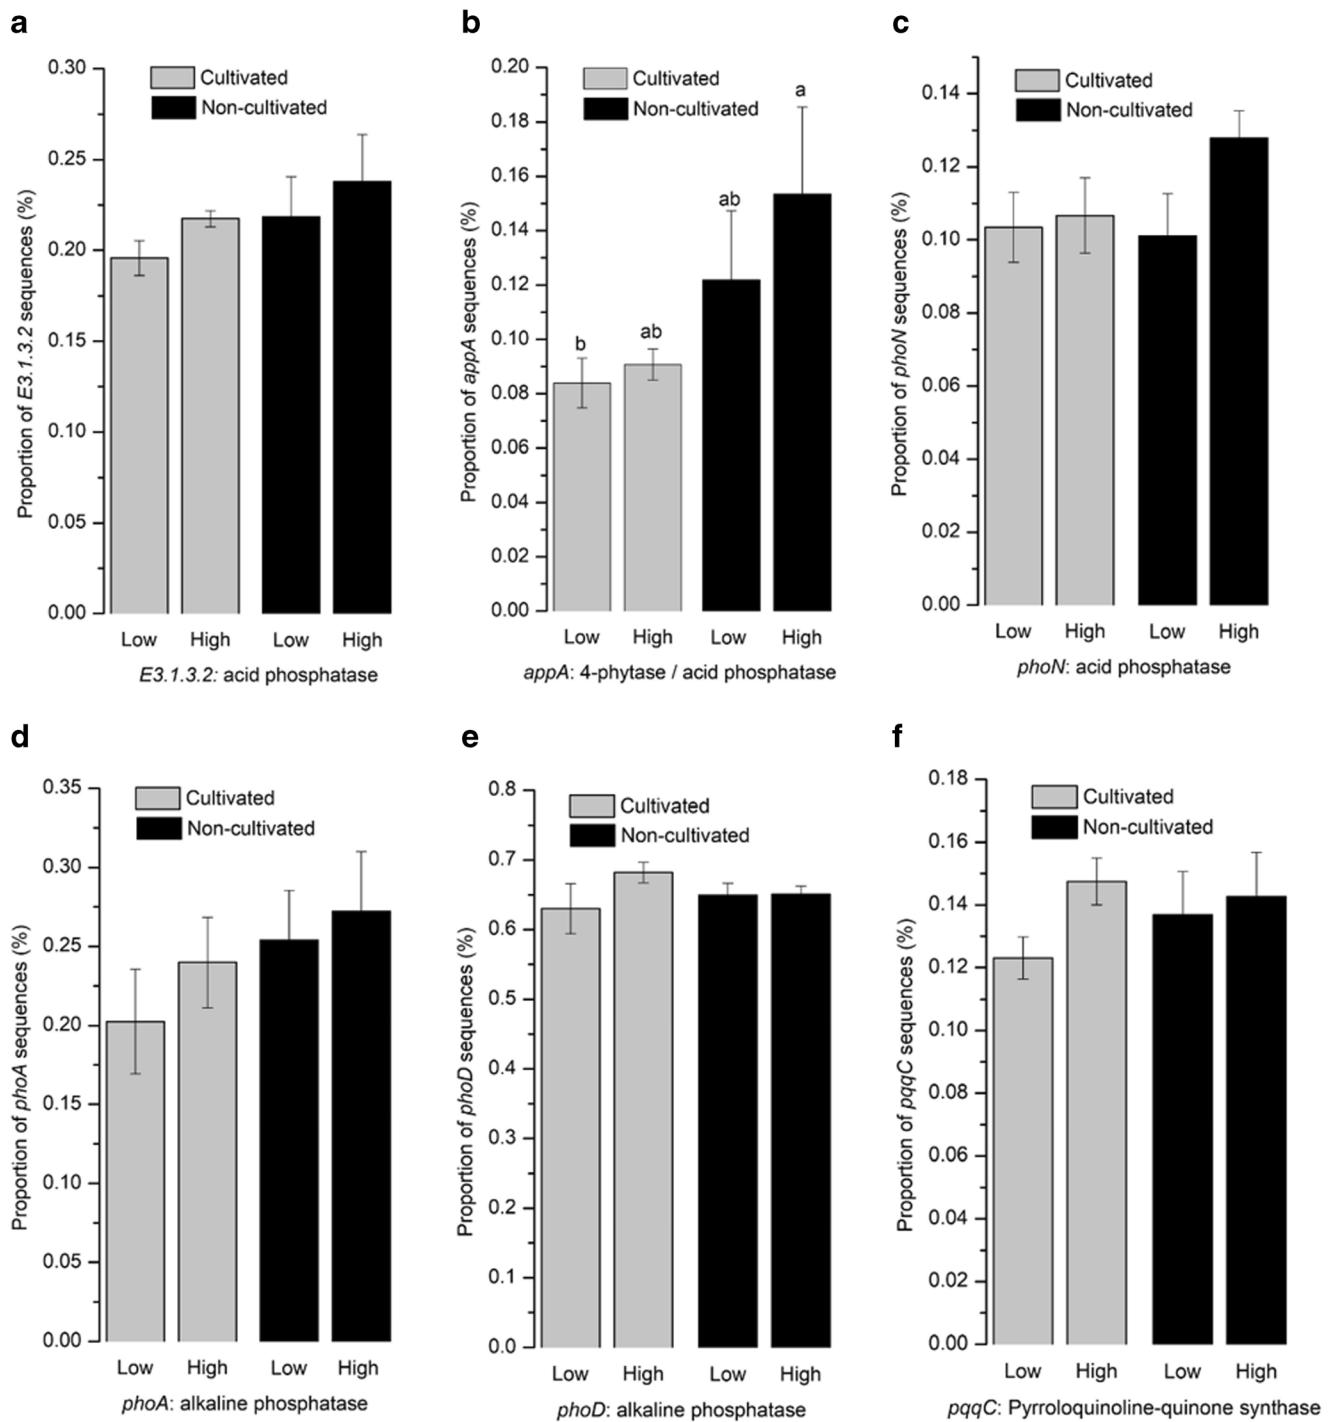 a
0.30
0.25
0.20
0.15
0.10
0.05
0.00
Proportion of E3.1.3.2 sequences (%)
Cultivated
Non-cultivated
Low High Low High
E3.1.3.2: acid phosphatase
b
0.20
0.18
0.16
0.14
0.12
0.10
0.08
0.06
0.04
0.02
0.00
Proportion of appA sequences (%)
Cultivated
Non-cultivated
b
ab
ab
a
Low High Low High
appA: 4-phytase / acid phosphatase
c
0.14
0.12
0.10
0.08
0.06
0.04
0.02
0.00
Proportion of phoN sequences (%)
Cultivated
Non-cultivated
Low High Low High
phoN: acid phosphatase
d
0.35
0.30
0.25
0.20
0.15
0.10
0.05
0.00
Proportion of phoA sequences (%)
Cultivated
Non-cultivated
Low High Low High
phoA: alkaline phosphatase
e
0.8
0.7
0.6
0.5
0.4
0.3
0.2
0.1
0.0
Proportion of phoD sequences (%)
Cultivated
Non-cultivated
Low High Low High
phoD: alkaline phosphatase
f
0.18
0.16
0.14
0.12
0.10
0.08
0.06
0.04
0.02
0.00
Proportion of pqqC sequences (%)
Cultivated
Non-cultivated
Low High Low High
pqqC: Pyrroloquinoline-quinone synthase